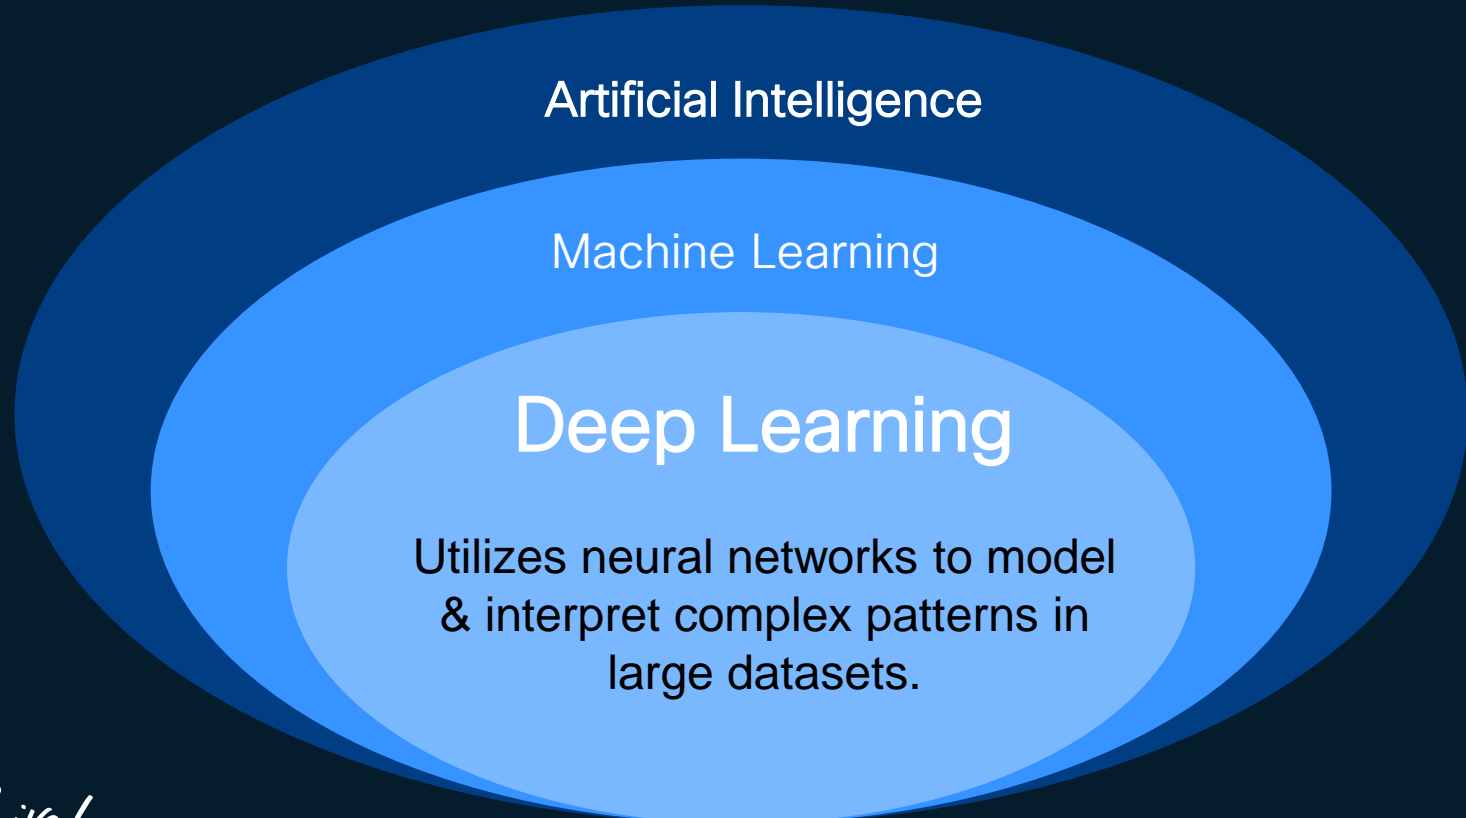 Artificial Intelligence
Machine Learning
Deep Learning
Utilizes neural networks to model
& interpret complex patterns in
large datasets.